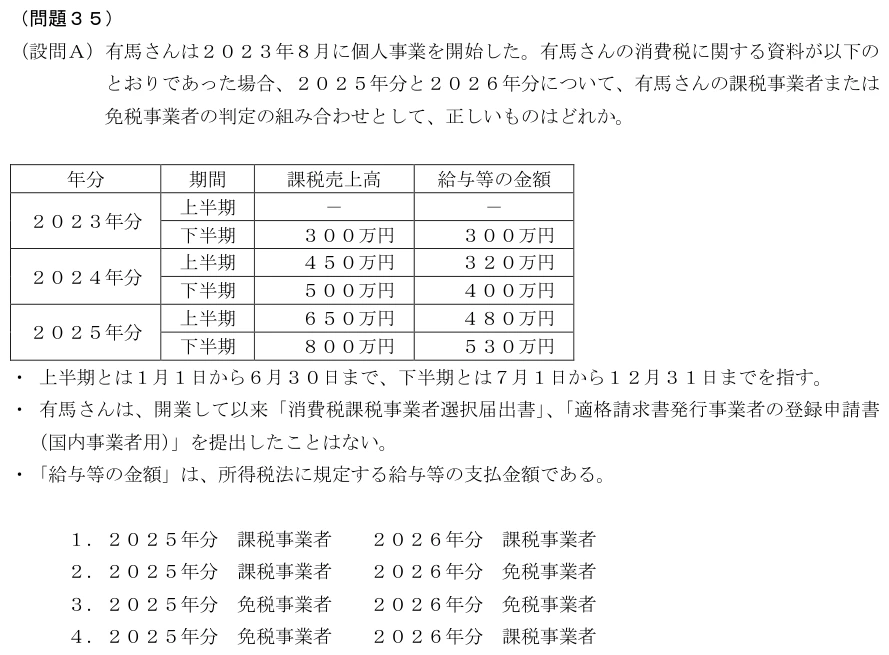 （問題３５）
（設問Ａ）有馬さんは２０２３年８月に個人事業を開始した。有馬さんの消費税に関する資料が以下の
とおりであった場合、２０２５年分と２０２６年分について、有馬さんの課税事業者または
免税事業者の判定の組み合わせとして、正しいものはどれか。
年分 期間 課税売上高 給与等の金額
２０２３年分 上半期 － －
下半期 ３００万円 ３００万円
２０２４年分 上半期 ４５０万円 ３２０万円
下半期 ５００万円 ４００万円
２０２５年分 上半期 ６５０万円 ４８０万円
下半期 ８００万円 ５３０万円
・ 上半期とは１月１日から６月３０日まで、下半期とは７月１日から１２月３１日までを指す。
・ 有馬さんは、開業して以来「消費税課税事業者選択届出書」、「適格請求書発行事業者の登録申請書
（国内事業者用）」を提出したことはない。
・ 「給与等の金額」は、所得税法に規定する給与等の支払金額である。
１．２０２５年分 課税事業者 ２０２６年分 課税事業者
２．２０２５年分 課税事業者 ２０２６年分 免税事業者
３．２０２５年分 免税事業者 ２０２６年分 免税事業者
４．２０２５年分 免税事業者 ２０２６年分 課税事業者